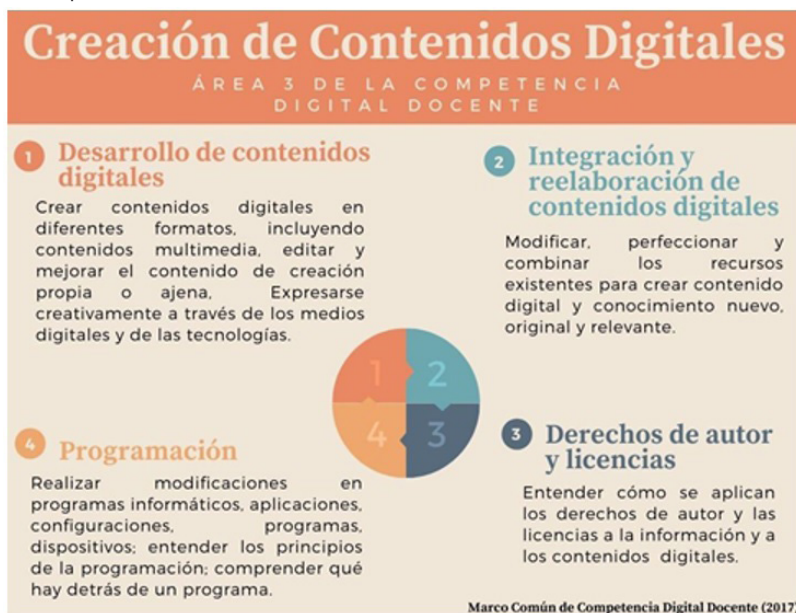 Creación de Contenidos Digitales
ÁREA 3 DE LA COMPETENCIA
DIGITAL DOCENTE
1 Desarrollo de contenidos
digitales
Crear contenidos digitales en
diferentes formatos, incluyendo
contenidos multimedia, editar y
mejorar el contenido de creación
propia o ajena, Expresarse
creativamente a través de los medios
digitales y de las tecnologías.
2 Integración y
reelaboración de
contenidos digitales
Modificar, perfeccionar y
combinar los recursos
existentes para crear contenido
digital y conocimiento nuevo,
original y relevante.
1 2
4 3
3 Derechos de autor
y licencias
Entender cómo se aplican
los derechos de autor y las
licencias a la información y a
los contenidos digitales.
4 Programación
Realizar modificaciones en
programas informáticos, aplicaciones,
configuraciones, programas,
dispositivos; entender los principios
de la programación; comprender qué
hay detrás de un programa.
Marco Común de Competencia Digital Docente (2017)